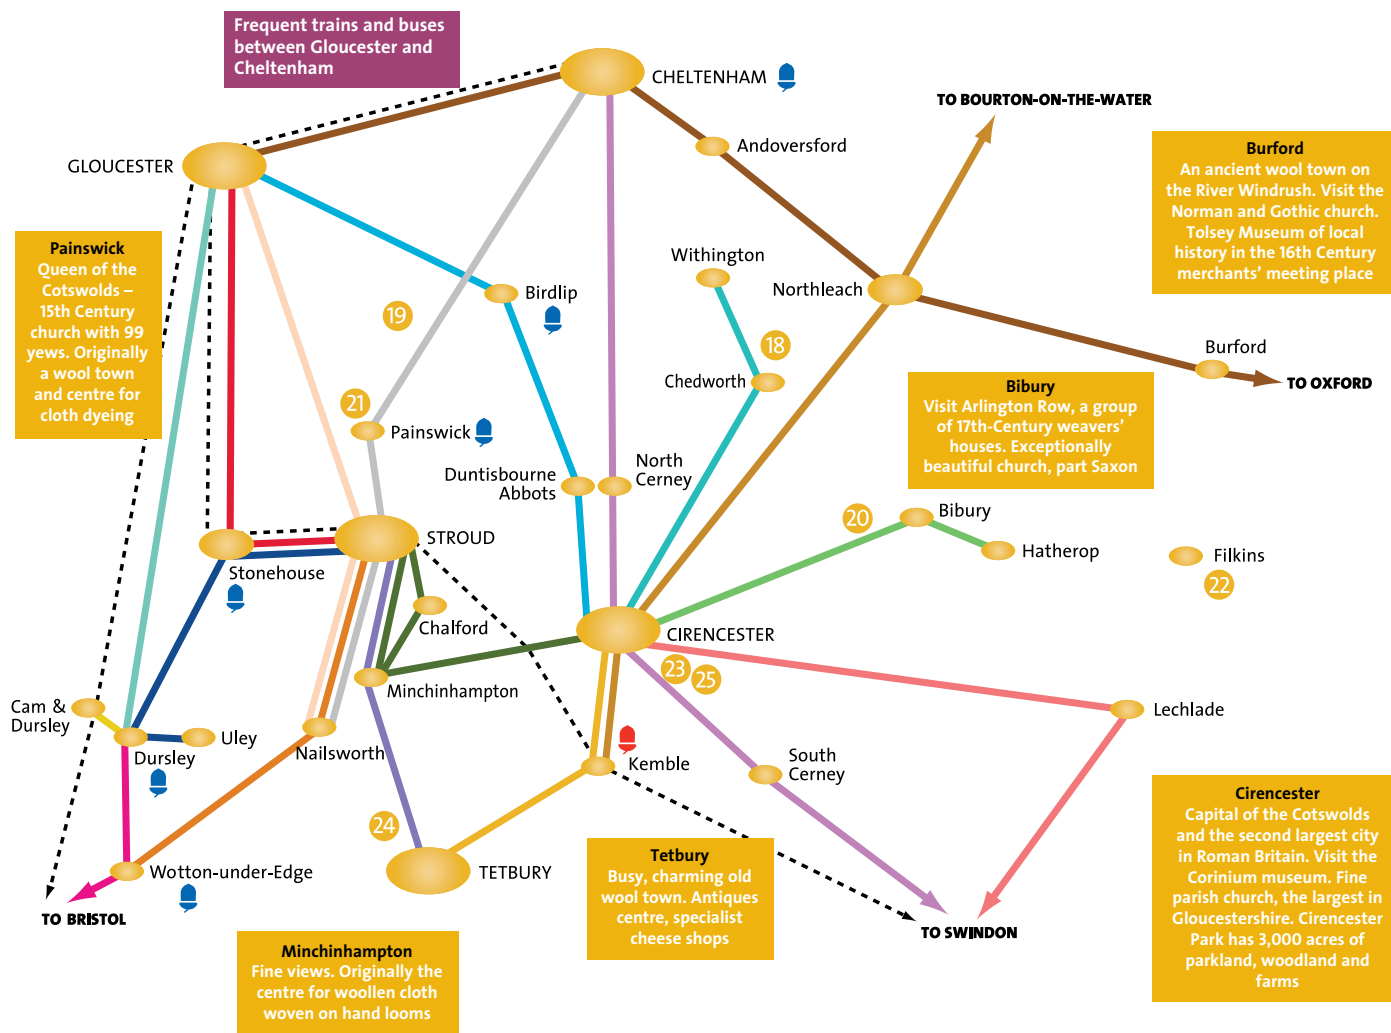 Frequent trains and buses
between Gloucester and
Cheltenham
CHELTENHAM
TO BOURTON-ON-THE-WATER
GLOUCESTER
Andoversford
Burford
An ancient wool town on
the River Windrush. Visit the
Norman and Gothic church.
Tolsey Museum of local
history in the 16th Century
merchants’ meeting place
Painswick
Queen of the
Cotswolds –
15th Century
church with 99
yews. Originally
a wool town
and centre for
cloth dyeing
Withington
Northleach
Birdlip
19
18
Burford
TO OXFORD
Chedworth
21
Painswick
Bibury
Visit Arlington Row, a group
of 17th-Century weavers’
houses. Exceptionally
beautiful church, part Saxon
Duntisbourne
Abbots
North
Cerney
20
Bibury
Hatherop
Filkins
22
STROUD
Stonehouse
Chalford
CIRENCESTER
23
25
Minchinhampton
Cam &
Dursley
Dursley
Uley
Nailsworth
Kemble
South
Cerney
Lechlade
24
Wotton-under-Edge
TETBURY
TO BRISTOL
TO SWINDON
Tetbury
Busy, charming old
wool town. Antiques
centre, specialist
cheese shops
Cirencester
Capital of the Cotswolds
and the second largest city
in Roman Britain. Visit the
Corinium museum. Fine
parish church, the largest in
Gloucestershire. Cirencester
Park has 3,000 acres of
parkland, woodland and
farms
Minchinhampton
Fine views. Originally the
centre for woollen cloth
woven on hand looms